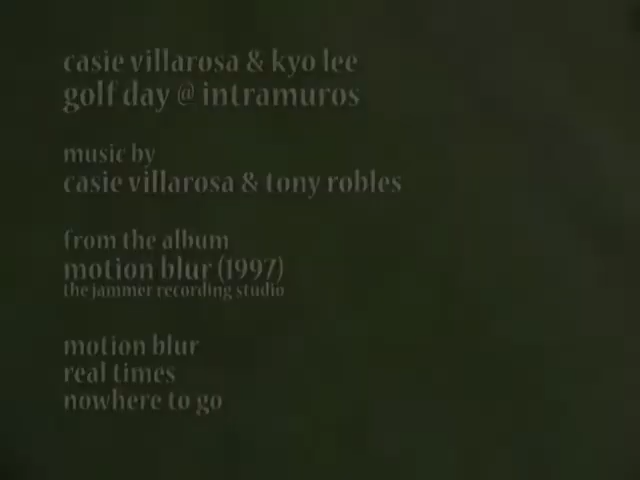 casie villarosa & kyo lee
golf day @ intramuros
music by
casie villarosa & tony robles
from the album
motion blur (1997)
the jammer recording studio
motion blur
real times
nowhere to go